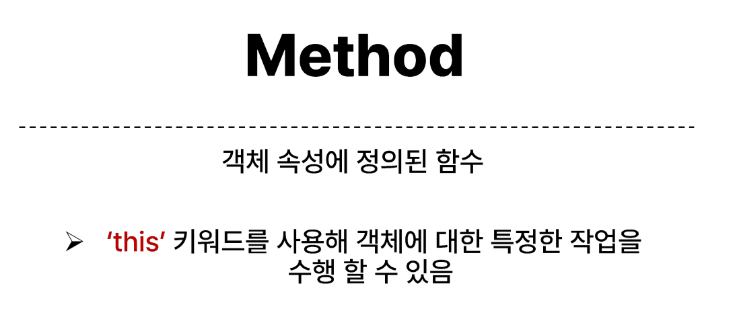 Method
객체 속성에 정의된 함수
➢ ‘this’ 키워드를 사용해 객체에 대한 특정한 작업을
수행 할 수 있음